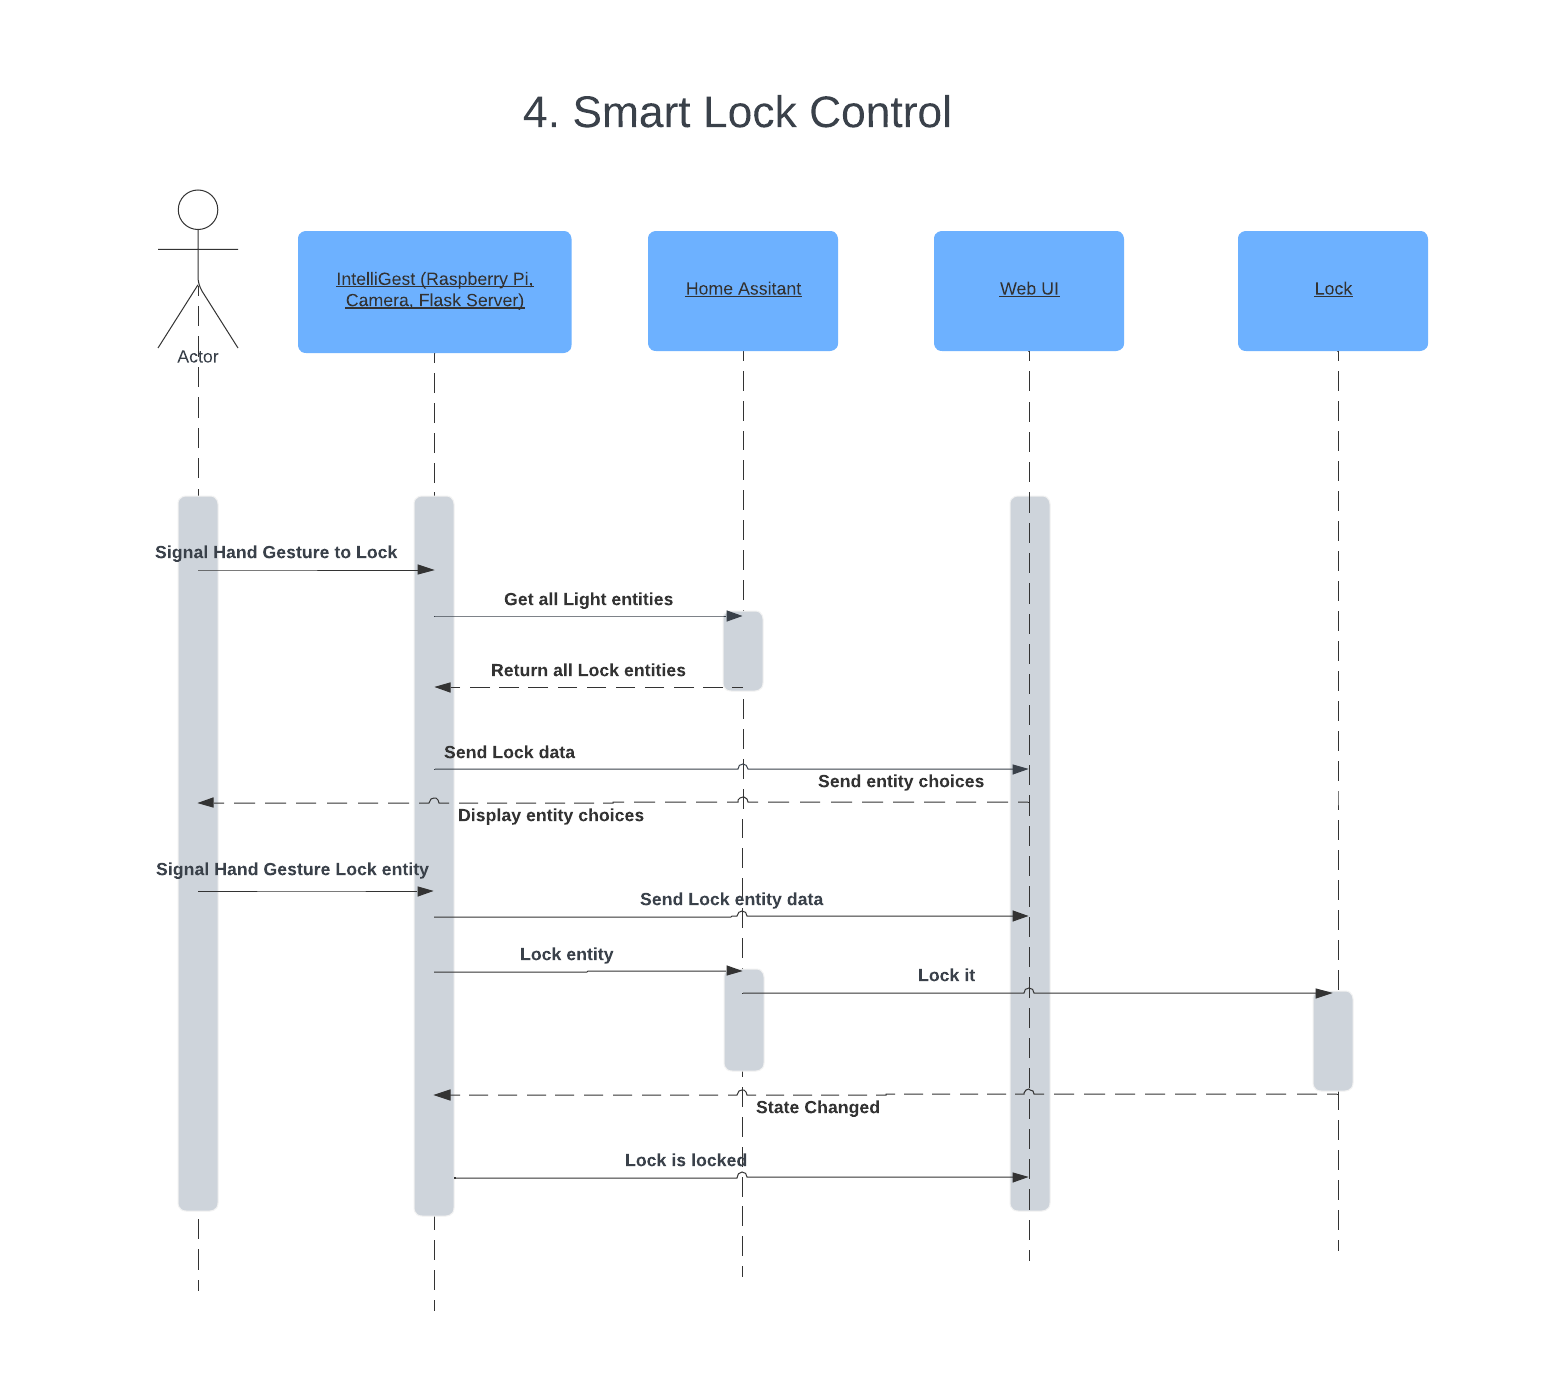 4. Smart Lock Control
IntelliGest (Raspberry Pi,
Camera, Flask Server)
Home Assitant
Web UI
Lock
Actor
Signal Hand Gesture to Lock
Get all Light entities
Return all Lock entities
Send Lock data
Send entity choices
Display entity choices
Signal Hand Gesture Lock entity
Send Lock entity data
Lock entity
Lock it
State Changed
Lock is locked